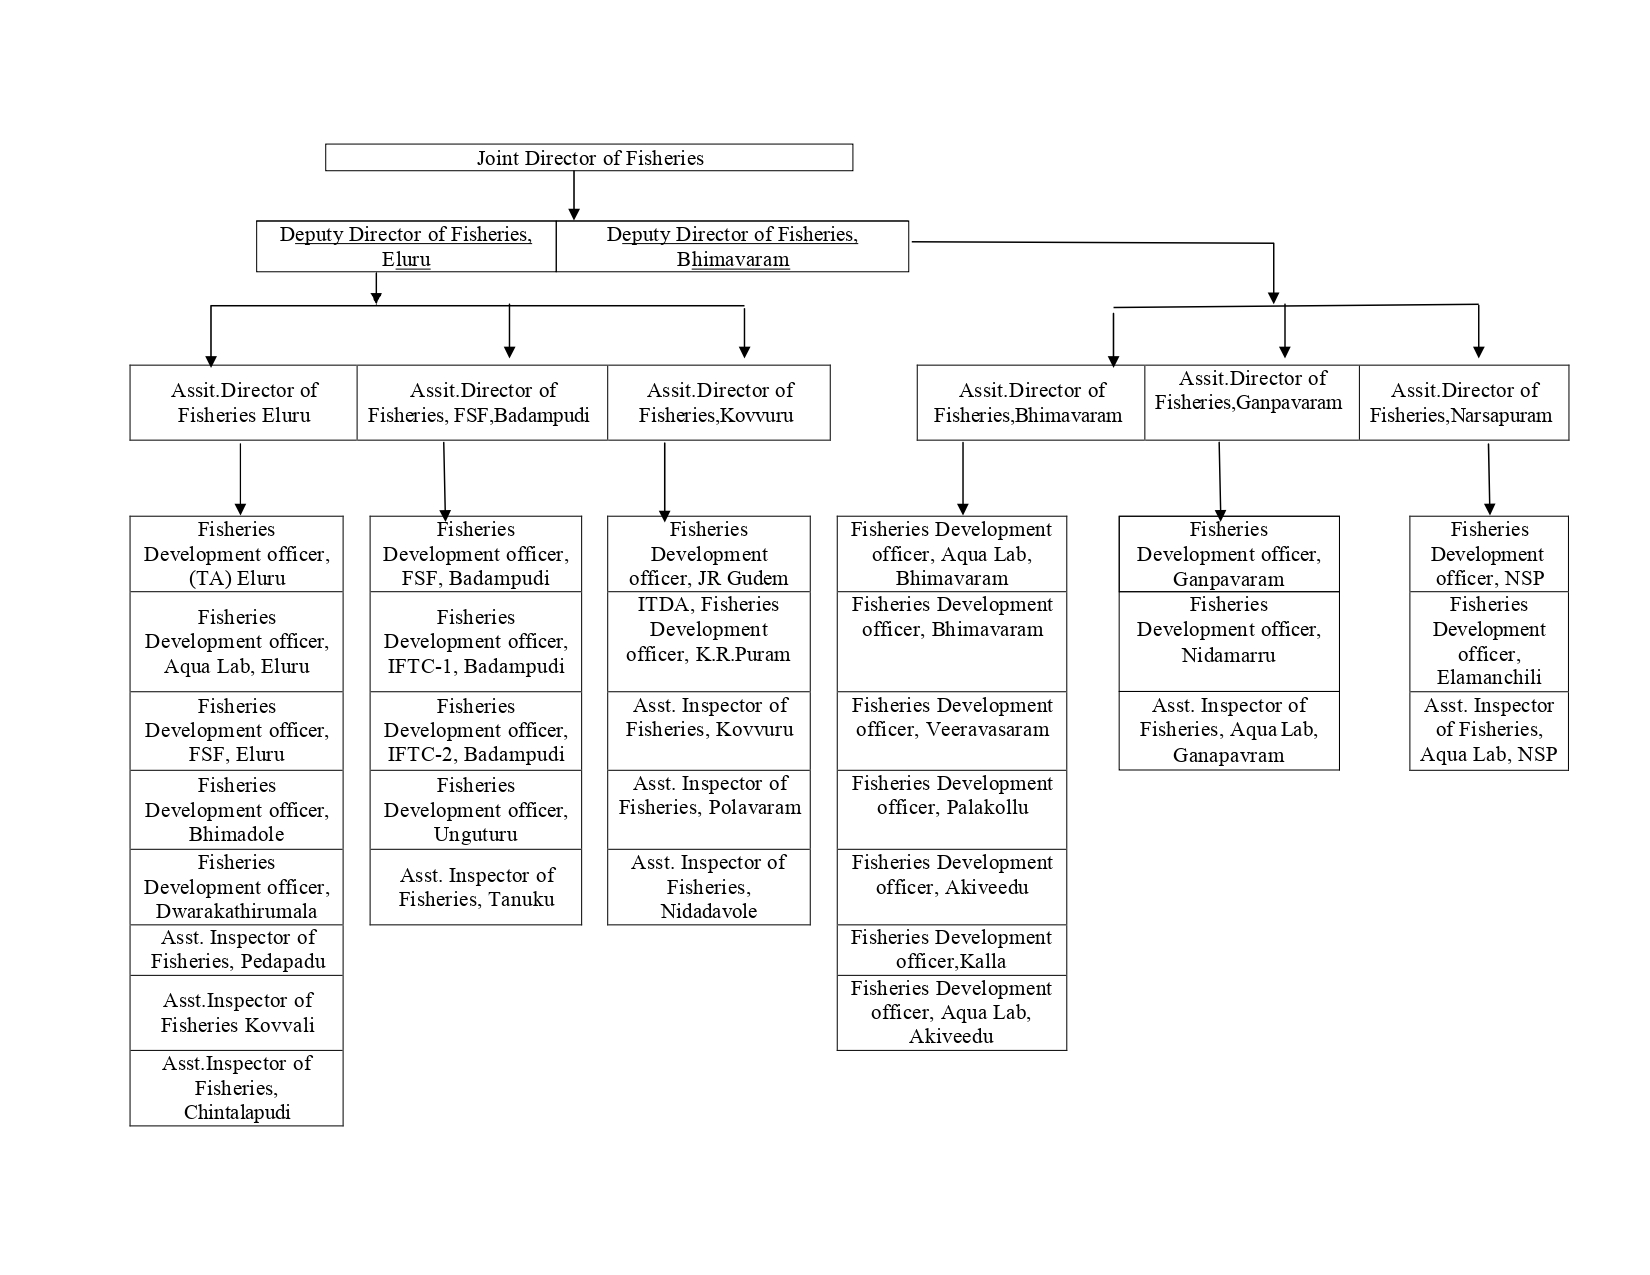 Joint Director of Fisheries
Deputy Director of Fisheries,
Eluru
Deputy Director of Fisheries,
Bhimavaram
Assit.Director of
Fisheries Eluru
Assit.Director of
Fisheries, FSF,Badampudi
Assit.Director of
Fisheries,Kovvuru
Assit.Director of
Fisheries,Bhimavaram
Assit.Director of
Fisheries,Ganpavaram
Assit.Director of
Fisheries,Narsapuram
Fisheries
Development officer,
(TA) Eluru
Fisheries
Development officer,
Aqua Lab, Eluru
Fisheries
Development officer,
FSF, Eluru
Fisheries
Development officer,
Bhimadole
Fisheries
Development officer,
Dwarakathirumala
Asst. Inspector of
Fisheries, Pedapadu
Asst.Inspector of
Fisheries Kovvali
Asst.Inspector of
Fisheries,
Chintalapudi
Fisheries
Development officer,
FSF, Badampudi
Fisheries
Development officer,
IFTC-1, Badampudi
Fisheries
Development officer,
IFTC-2, Badampudi
Fisheries
Development officer,
Unguturu
Asst. Inspector of
Fisheries, Tanuku
Fisheries
Development
officer, JR Gudem
ITDA, Fisheries
Development
officer, K.R.Puram
Asst. Inspector of
Fisheries, Kovvuru
Asst. Inspector of
Fisheries, Polavaram
Asst. Inspector of
Fisheries,
Nidadavole
Fisheries Development
officer, Aqua Lab,
Bhimavaram
Fisheries Development
officer, Bhimavaram
Fisheries Development
officer, Veeravasaram
Fisheries Development
officer, Palakollu
Fisheries Development
officer, Akiveedu
Fisheries Development
officer,Kalla
Fisheries Development
officer, Aqua Lab,
Akiveedu
Fisheries
Development officer,
Ganpavaram
Fisheries
Development officer,
Nidamarru
Asst. Inspector of
Fisheries, Aqua Lab,
Ganapavram
Fisheries
Development
officer, NSP
Fisheries
Development
officer,
Elamanchili
Asst. Inspector
of Fisheries,
Aqua Lab, NSP